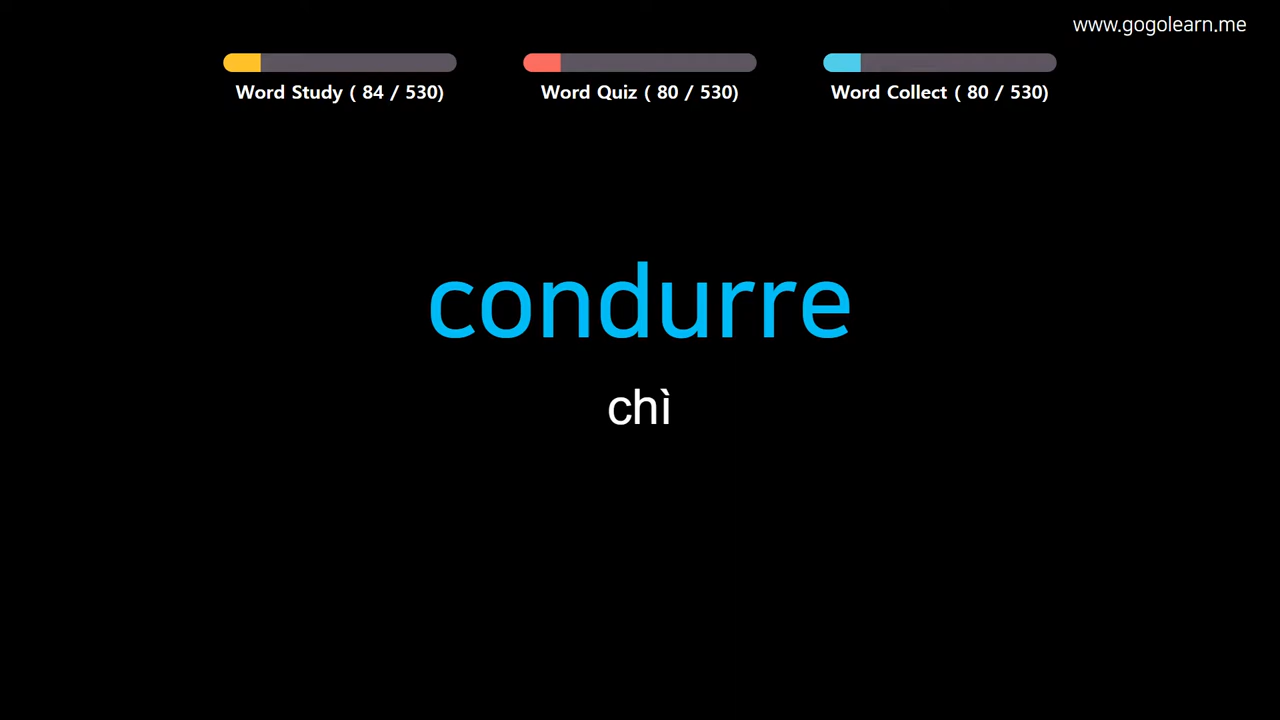 www.gogolearn.me
Word Study ( 84 / 530)
Word Quiz ( 80 / 530)
Word Collect ( 80 / 530)
condurre
chì